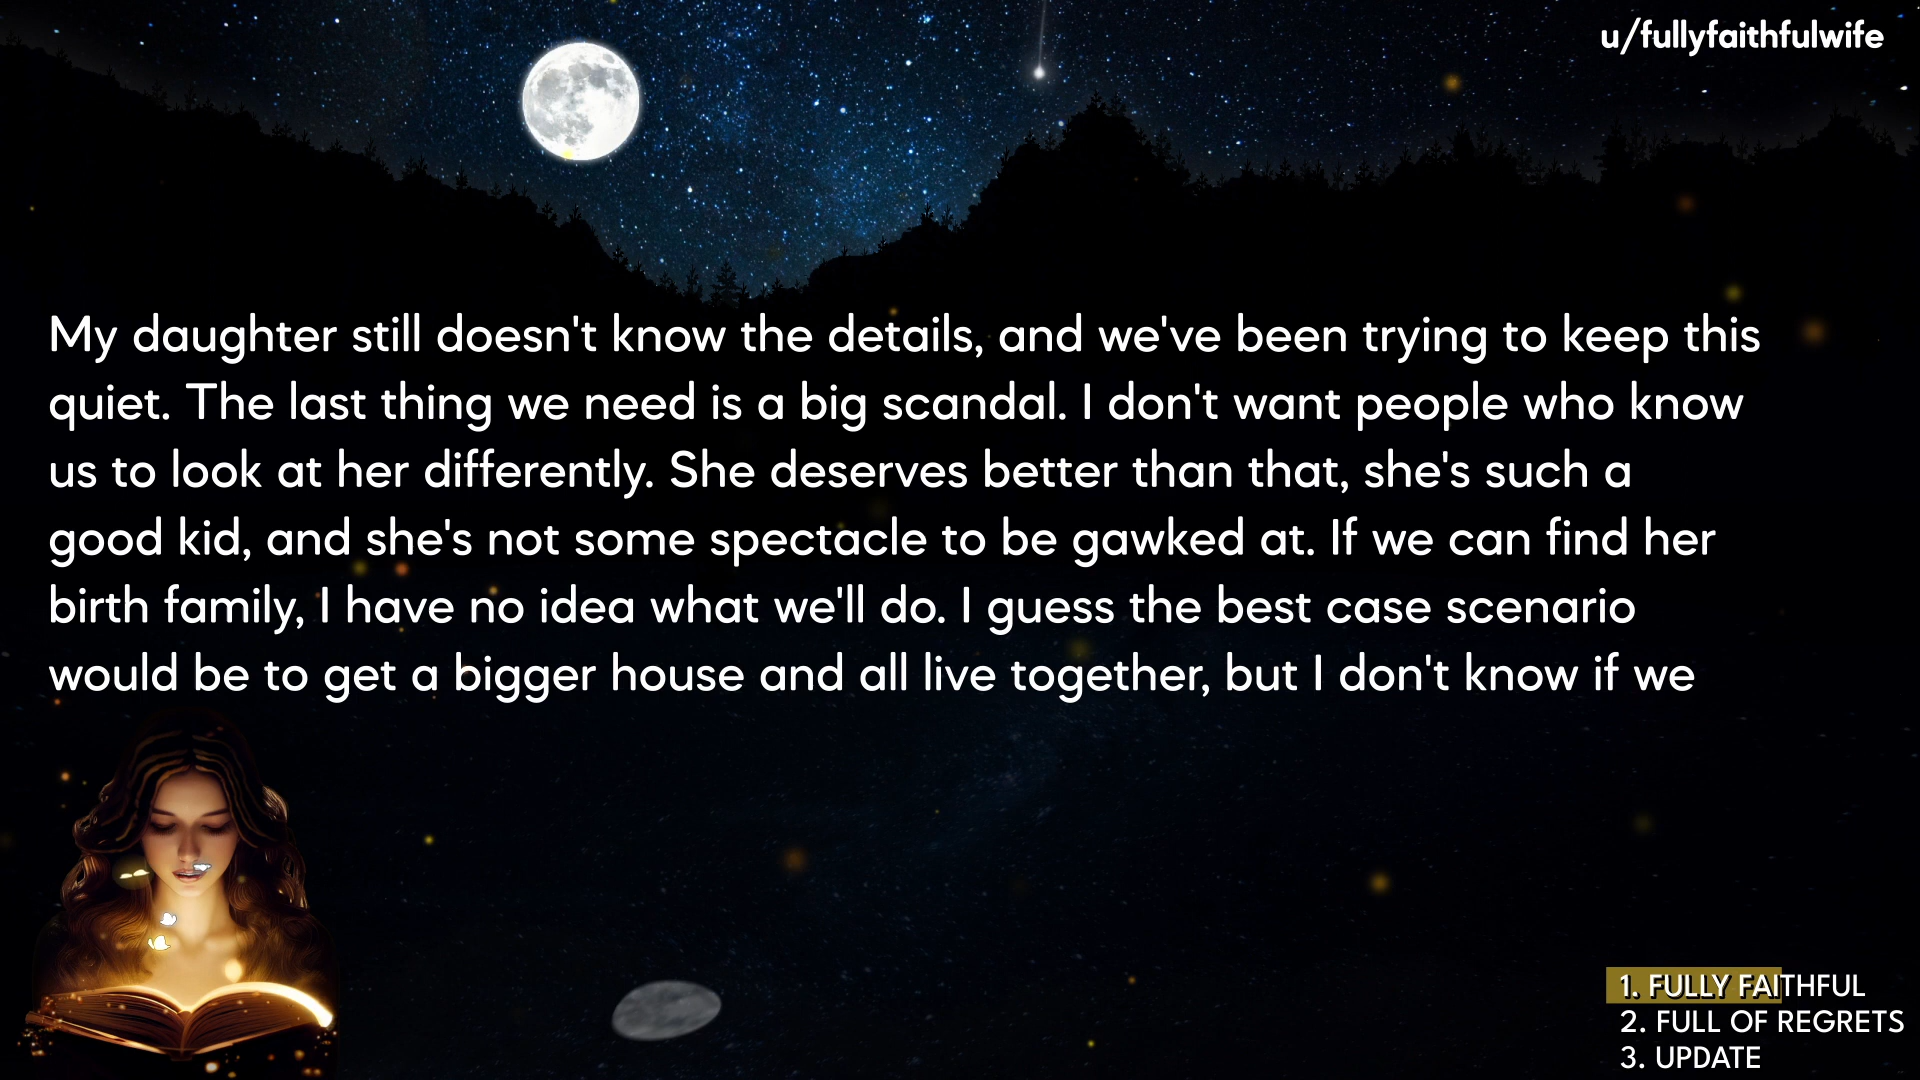 u/fullyfaithfulwife
My daughter still doesn't know the details, and we've been trying to keep this
quiet. The last thing we need is a big scandal. I don't want people who know
us to look at her differently. She deserves better than that, she's such a
good kid, and she's not some spectacle to be gawked at. If we can find her
birth family, I have no idea what we'll do. I guess the best case scenario
would be to get a bigger house and all live together, but I don't know if we
1. FULLY FAITHFUL
2. FULL OF REGRETS
3. UPDATE